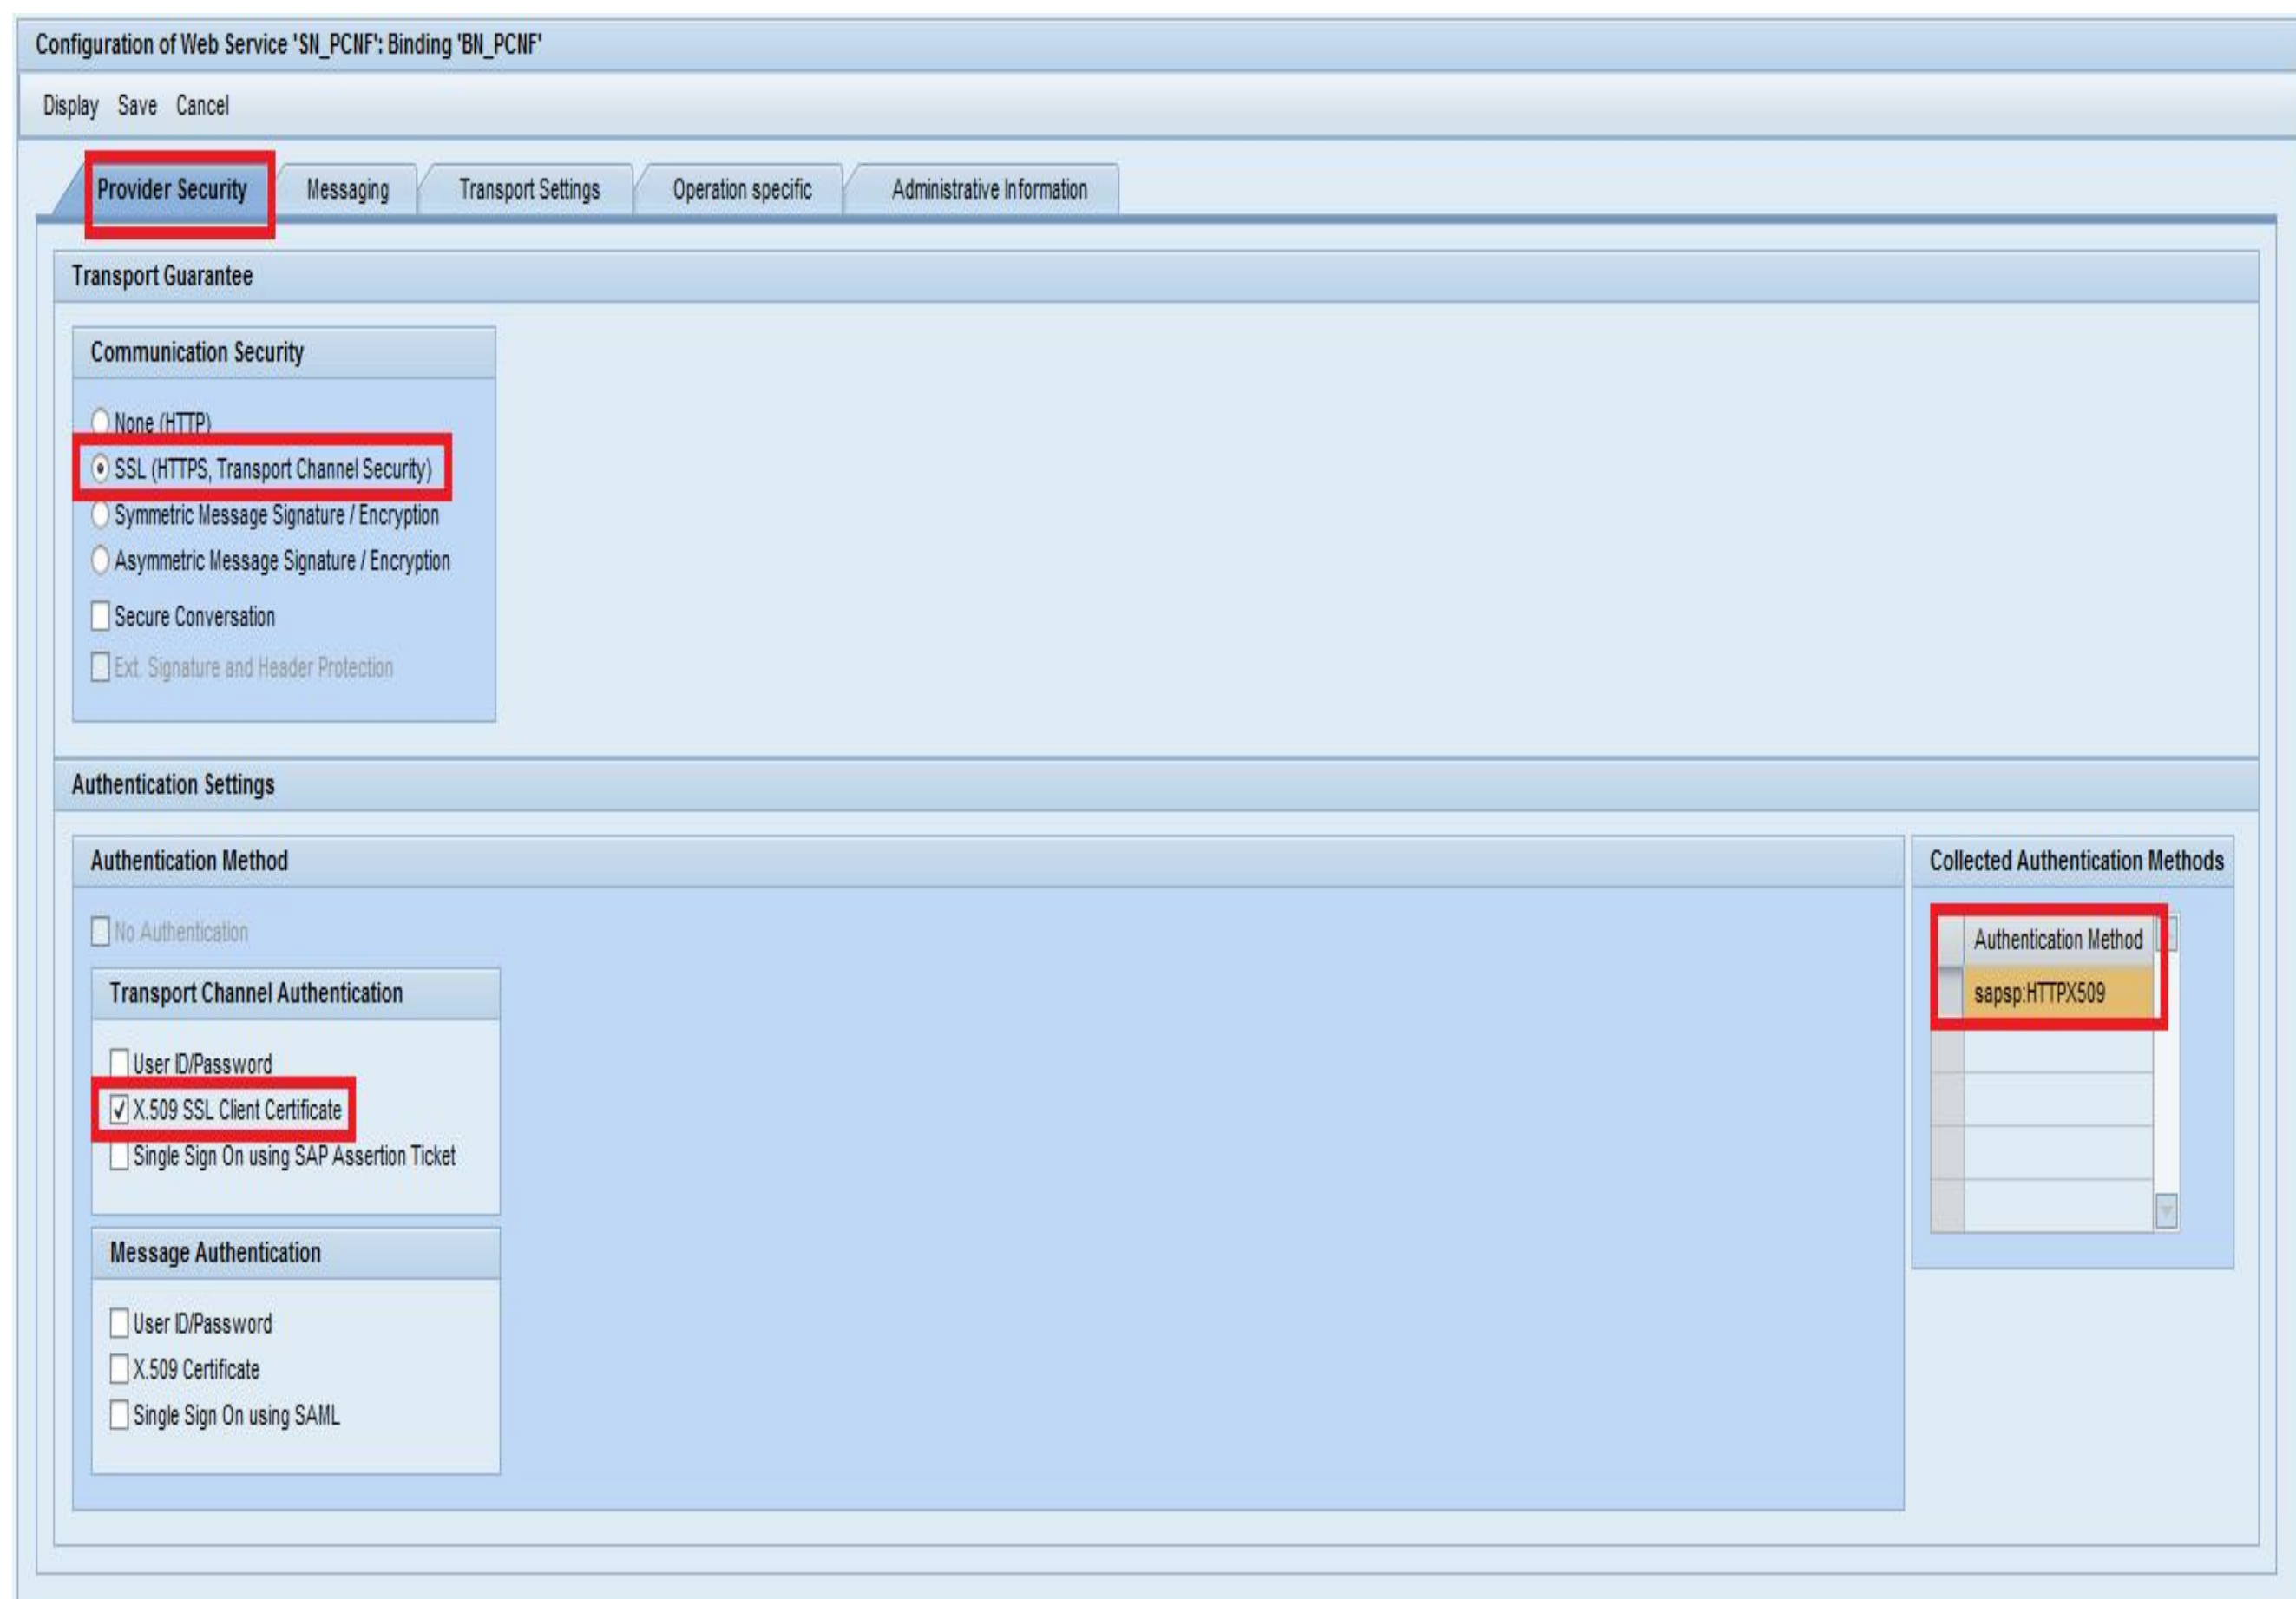 Configuration of Web Service 'SN_PCNF': Binding 'BN_PCNF'
Display Save Cancel
Provider Security Messaging Transport Settings Operation specific Administrative Information
Transport Guarantee
Communication Security
None (HTTP)
SSL (HTTPS, Transport Channel Security)
Symmetric Message Signature / Encryption
Asymmetric Message Signature / Encryption
Secure Conversation
Ext. Signature and Header Protection
Authentication Settings
Authentication Method
No Authentication
Transport Channel Authentication
User ID/Password
X.509 SSL Client Certificate
Single Sign On using SAP Assertion Ticket
Message Authentication
User ID/Password
X.509 Certificate
Single Sign On using SAML
Collected Authentication Methods
Authentication Method
sapsp:HTTPX509